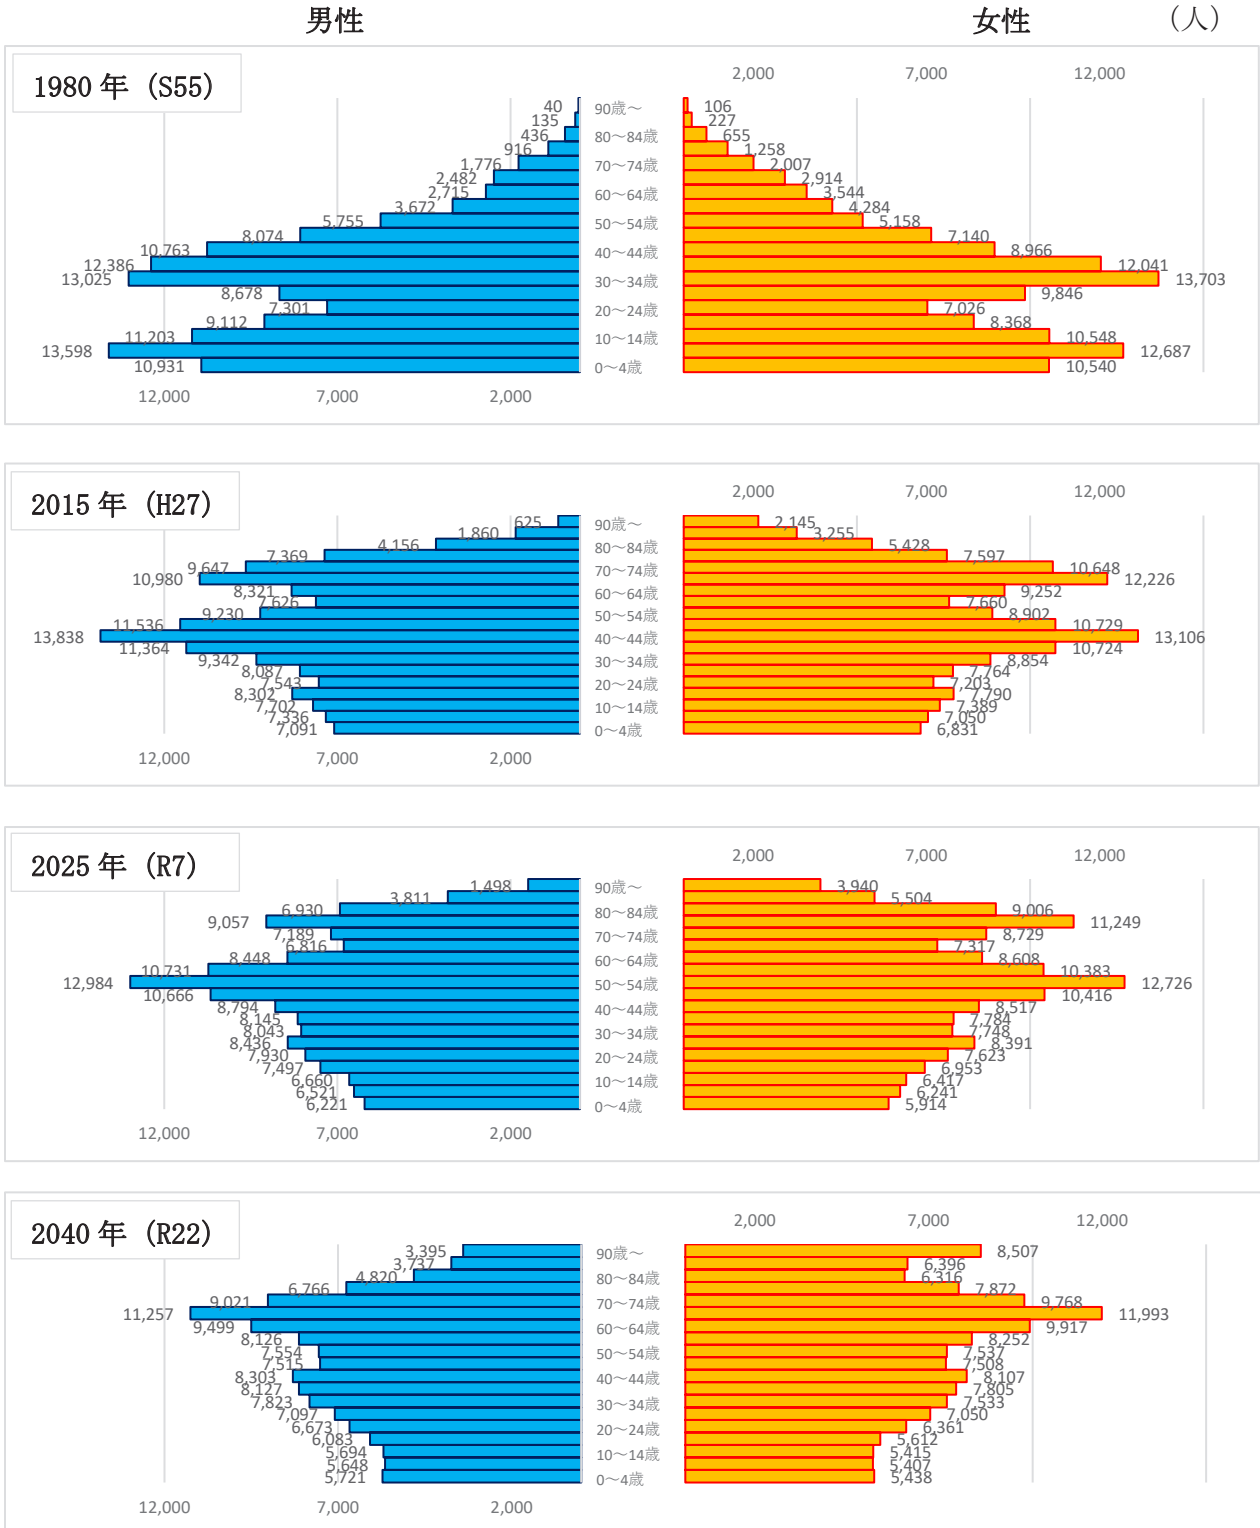 男性 女性 (人)
1980年 (S55)
2,000 7,000 12,000
40 90歳～ 106
135 227
436 80～84歳 655
916 1,258
1,776 70～74歳 2,007
2,482 2,914
2,715 60～64歳 3,544
3,672 4,284
5,755 50～54歳 5,158
8,074 7,140
10,763 40～44歳 8,966
12,386 12,041
13,025 30～34歳 13,703
8,678 9,846
7,301 20～24歳 7,026
9,112 8,368
11,203 10～14歳 10,548
13,598 12,687
10,931 0～4歳 10,540
12,000 7,000 2,000
2015年 (H27)
2,000 7,000 12,000
625 90歳～ 2,145
1,860 3,255
4,156 80～84歳 5,428
7,369 7,597
9,647 70～74歳 10,648
10,980 12,226
8,321 60～64歳 9,252
7,626 7,660
9,230 50～54歳 8,902
11,536 10,729
13,838 40～44歳 13,106
11,364 10,724
9,342 30～34歳 8,854
8,087 7,764
7,543 20～24歳 7,203
8,302 7,790
7,702 10～14歳 7,389
7,336 7,050
7,091 0～4歳 6,831
12,000 7,000 2,000
2025年 (R7)
2,000 7,000 12,000
1,498 90歳～ 3,940
3,811 5,504
6,930 80～84歳 9,006
9,057 11,249
7,189 70～74歳 8,729
6,816 7,317
8,448 60～64歳 8,608
10,731 10,383
12,984 50～54歳 12,726
10,666 10,416
8,794 40～44歳 8,517
8,145 7,784
8,043 30～34歳 7,748
8,436 8,391
7,930 20～24歳 7,623
7,497 6,953
6,660 10～14歳 6,417
6,521 6,241
6,221 0～4歳 5,914
12,000 7,000 2,000
2040年 (R22)
2,000 7,000 12,000
3,395 90歳～ 8,507
3,737 6,396
4,820 80～84歳 6,316
6,766 7,872
9,021 70～74歳 9,768
11,257 11,993
9,499 60～64歳 9,917
8,126 8,252
7,554 50～54歳 7,537
7,515 7,508
8,303 40～44歳 8,107
8,127 7,805
7,823 30～34歳 7,533
7,097 7,050
6,673 20～24歳 6,361
6,083 5,612
5,694 10～14歳 5,415
5,648 5,407
5,721 0～4歳 5,438
12,000 7,000 2,000